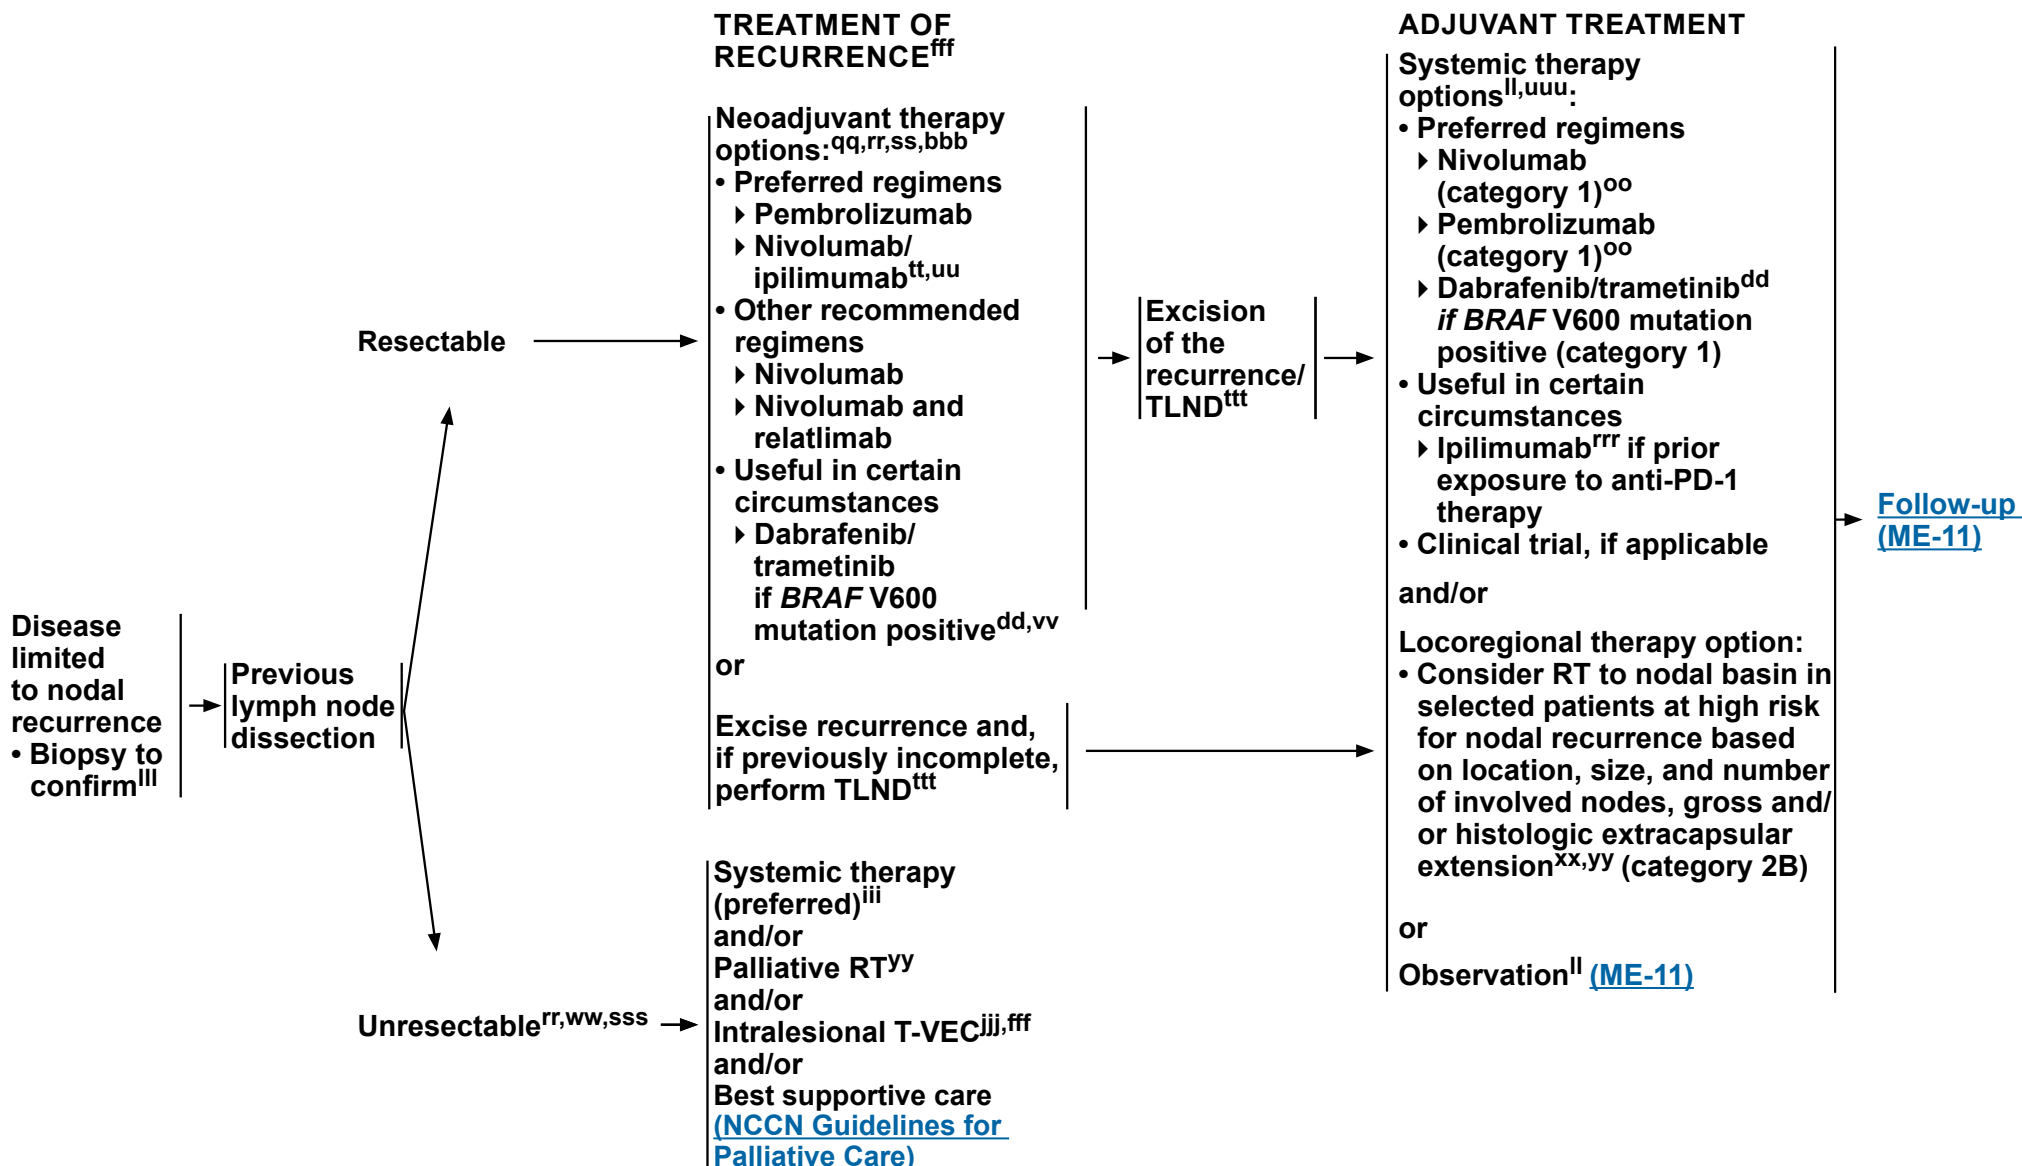 TREATMENT OF
RECURRENCEfff
ADJUVANT TREATMENT
Disease
limited
to nodal
recurrence
• Biopsy to
confirmlll
Previous
lymph node
dissection
Resectable
Neoadjuvant therapy
options:qq,rr,ss,bbb
• Preferred regimens
▸ Pembrolizumab
▸ Nivolumab/
ipilimumabtt,uu
• Other recommended
regimens
▸ Nivolumab
▸ Nivolumab and
relatlimab
• Useful in certain
circumstances
▸ Dabrafenib/
trametinib
if BRAF V600
mutation positivedd,vv
or
Excise recurrence and,
if previously incomplete,
perform TLNDttt
Excision
of the
recurrence/
TLNDttt
Systemic therapy
optionsll,uuu:
• Preferred regimens
▸ Nivolumab
(category 1)oo
▸ Pembrolizumab
(category 1)oo
▸ Dabrafenib/trametinibdd
if BRAF V600 mutation
positive (category 1)
• Useful in certain
circumstances
▸ Ipilimumabrrr if prior
exposure to anti-PD-1
therapy
• Clinical trial, if applicable
and/or
Locoregional therapy option:
• Consider RT to nodal basin in
selected patients at high risk
for nodal recurrence based
on location, size, and number
of involved nodes, gross and/
or histologic extracapsular
extensionxx,yy (category 2B)
or
Observationll (ME-11)
Follow-up
(ME-11)
Unresectablerr,ww,sss
Systemic therapy
(preferred)iii
and/or
Palliative RTyy
and/or
Intralesional T-VECjjj,fff
and/or
Best supportive care
(NCCN Guidelines for
Palliative Care)